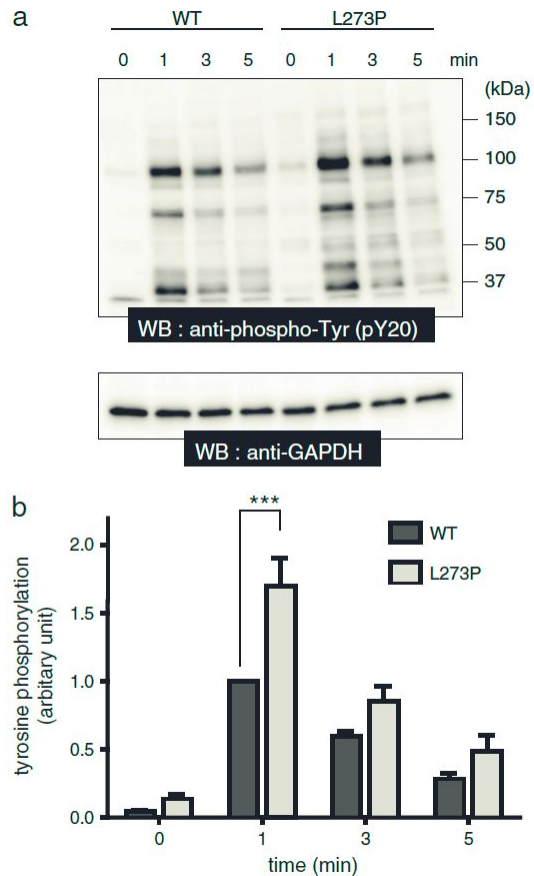 a
WT L273P
0 1 3 5 0 1 3 5 min
(kDa)
150
100
75
50
37
WB : anti-phospho-Tyr (pY20)
WB : anti-GAPDH
b
***
WT
L273P
2.0
1.5
1.0
0.5
0.0
tyrosine phosphorylation
(arbitary unit)
0 1 3 5
time (min)